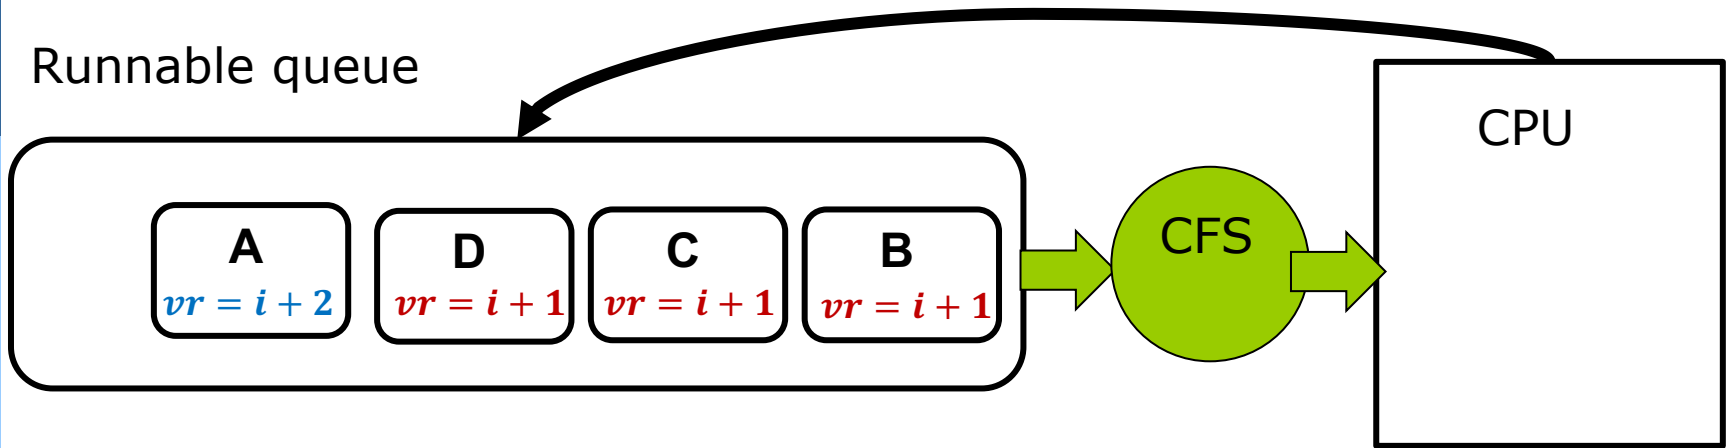 Runnable queue
CPU
A
vr = i + 2
D
vr = i + 1
C
vr = i + 1
B
vr = i + 1
CFS